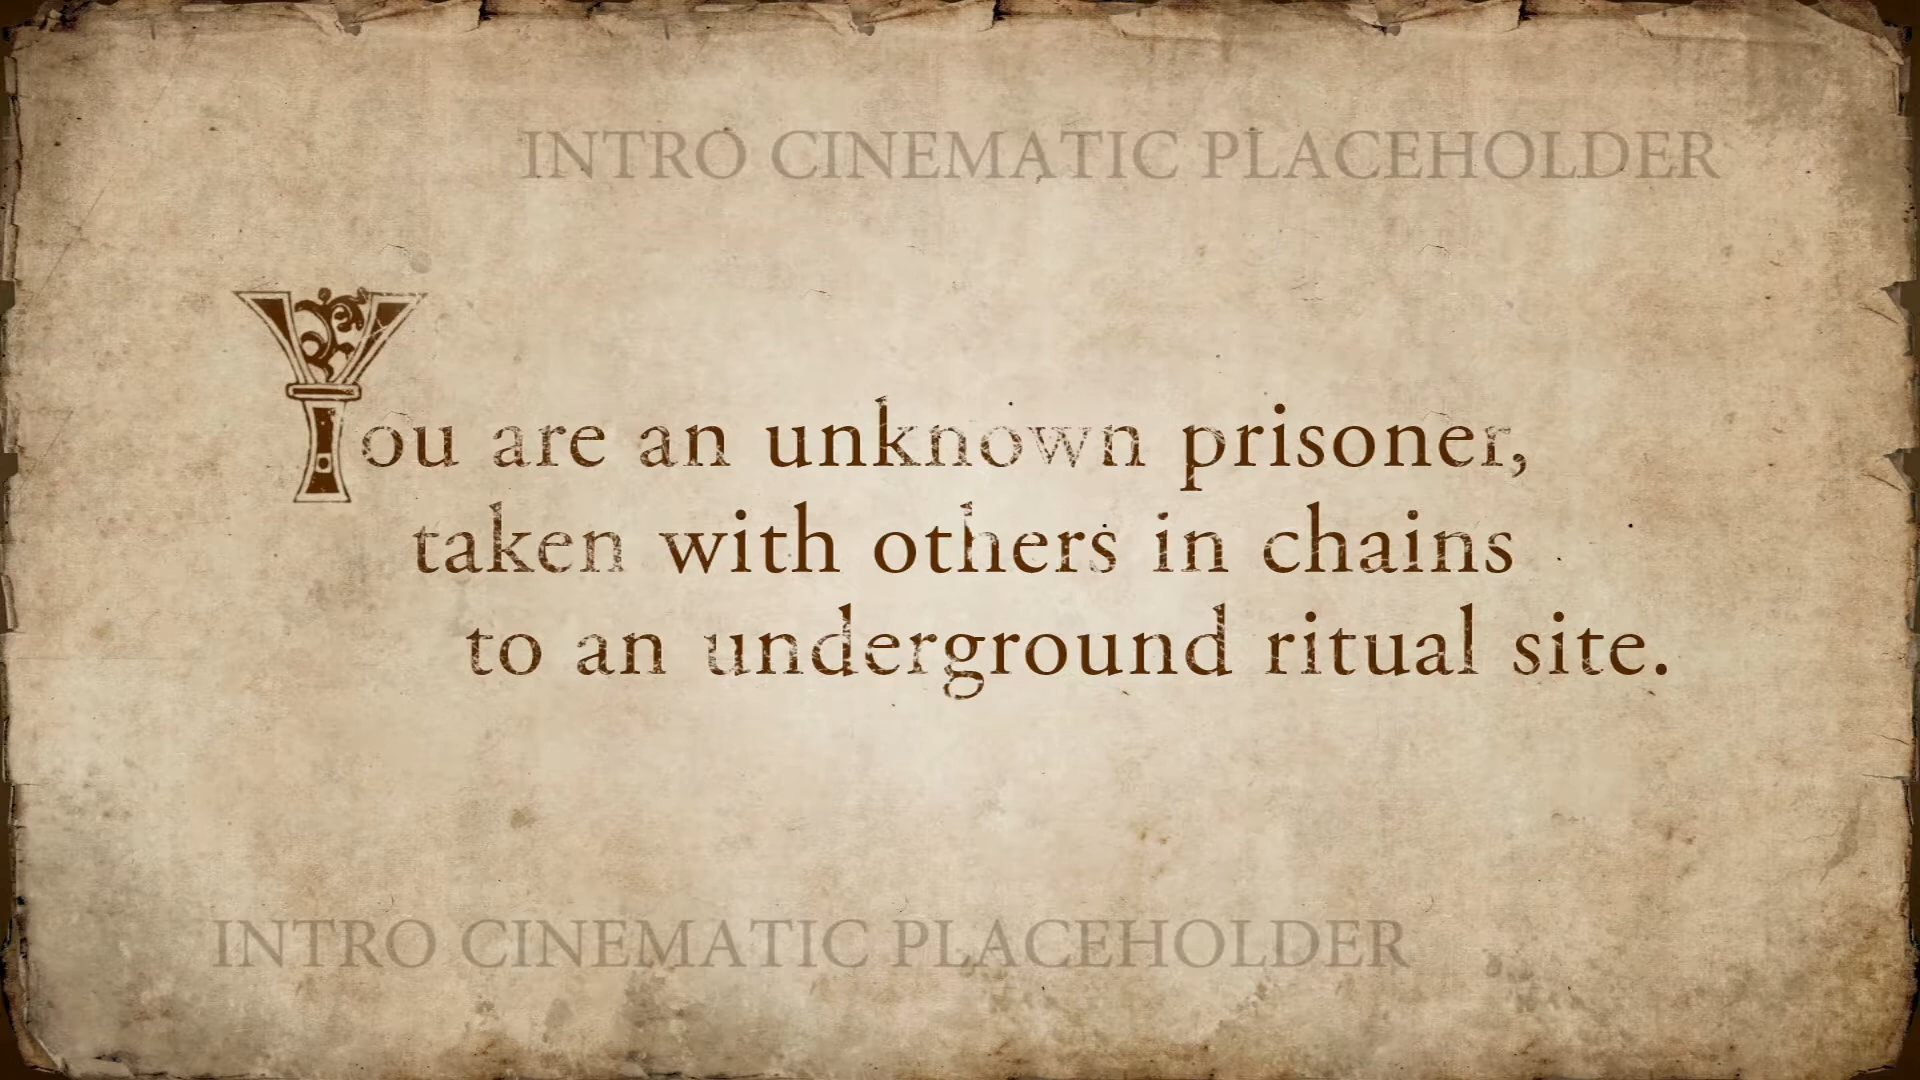 INTRO CINEMATIC PLACEHOLDER
You are an unknown prisoner,
taken with others in chains
to an underground ritual site.
INTRO CINEMATIC PLACEHOLDER